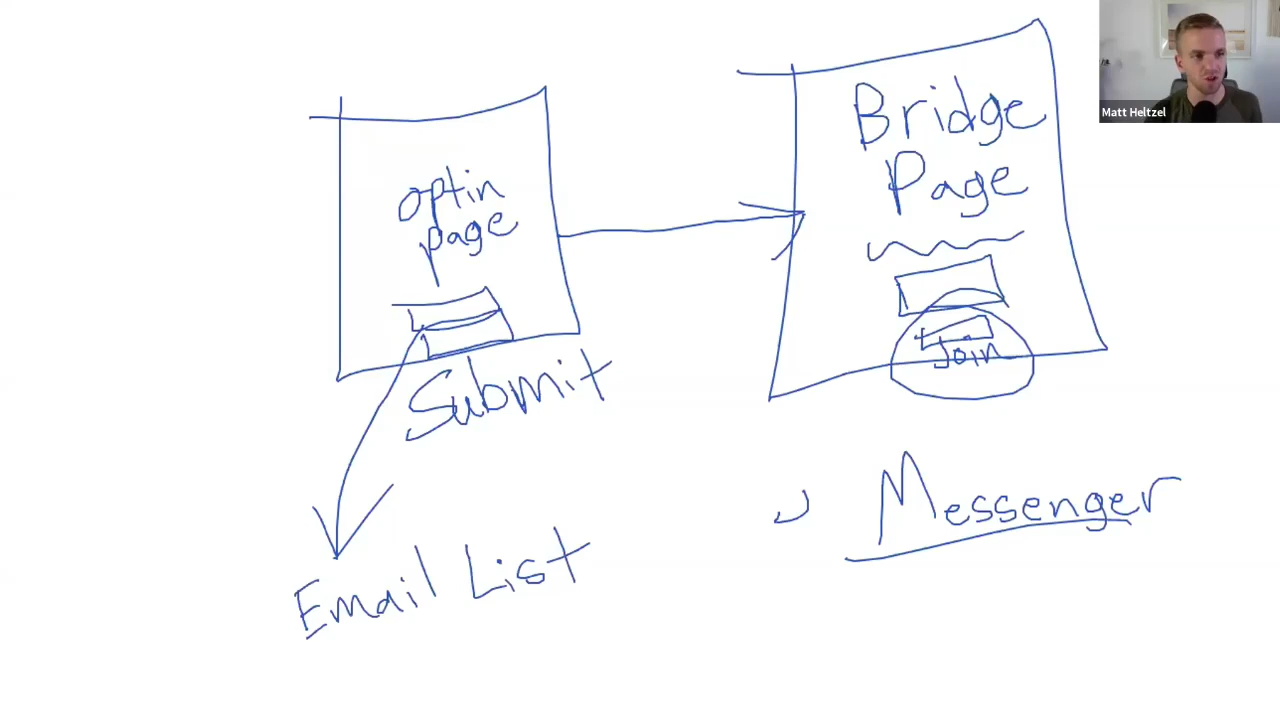 optin
page
Submit
Email List
Bridge
Page
Join
Messenger
Matt Heltzel